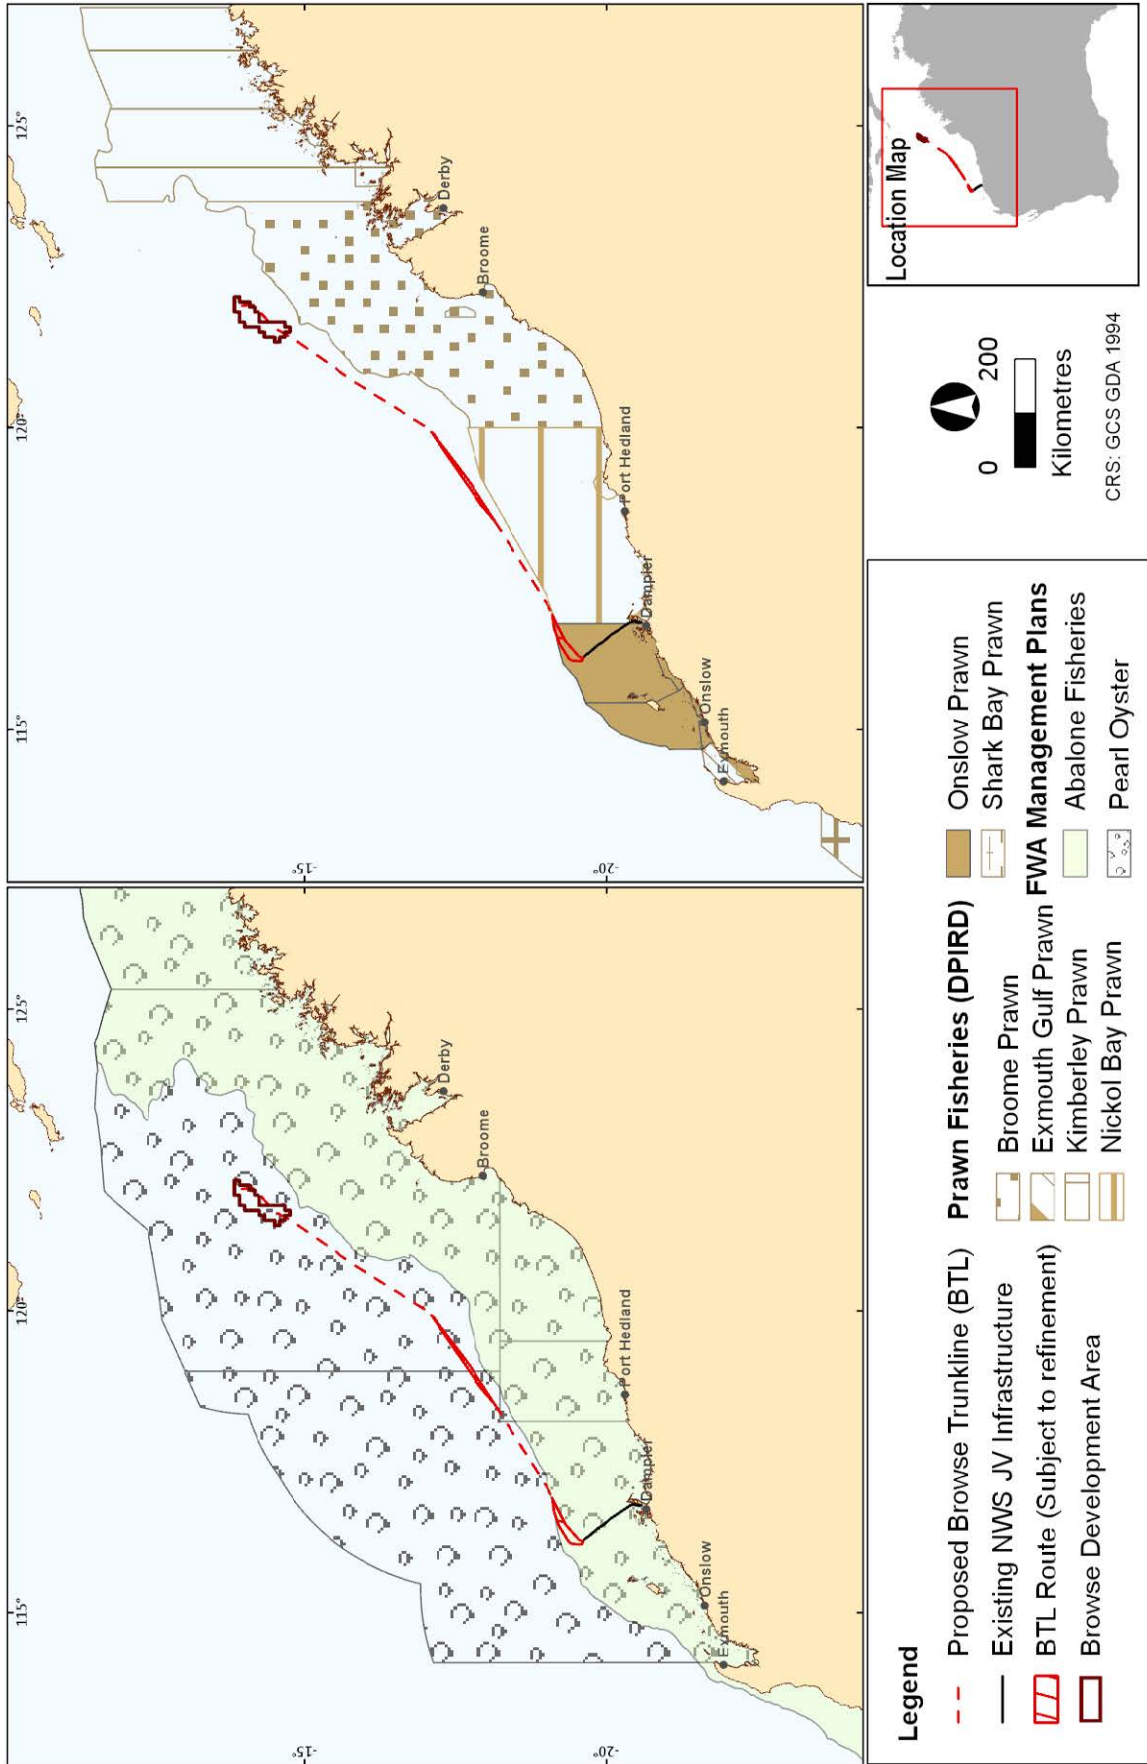 115°
120°
125°
-15°
-20°
Derby
Broome
Port Hedland
Dampier
Onslow
Exmouth
115°
120°
125°
-15°
-20°
Derby
Broome
Port Hedland
Dampier
Onslow
Exmouth
Legend
Proposed Browse Trunkline (BTL)
Existing NWS JV Infrastructure
BTL Route (Subject to refinement)
Browse Development Area
Prawn Fisheries (DPIRD)
Broome Prawn
Exmouth Gulf Prawn
Kimberley Prawn
Nickol Bay Prawn
Onslow Prawn
Shark Bay Prawn
FWA Management Plans
Abalone Fisheries
Pearl Oyster
0 200
Kilometres
CRS: GCS GDA 1994
Location Map